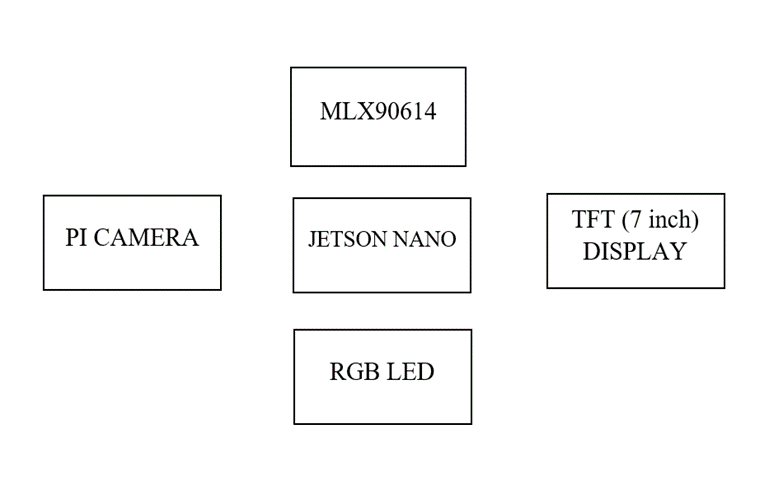 MLX90614
PI CAMERA
JETSON NANO
TFT (7 inch)
DISPLAY
RGB LED